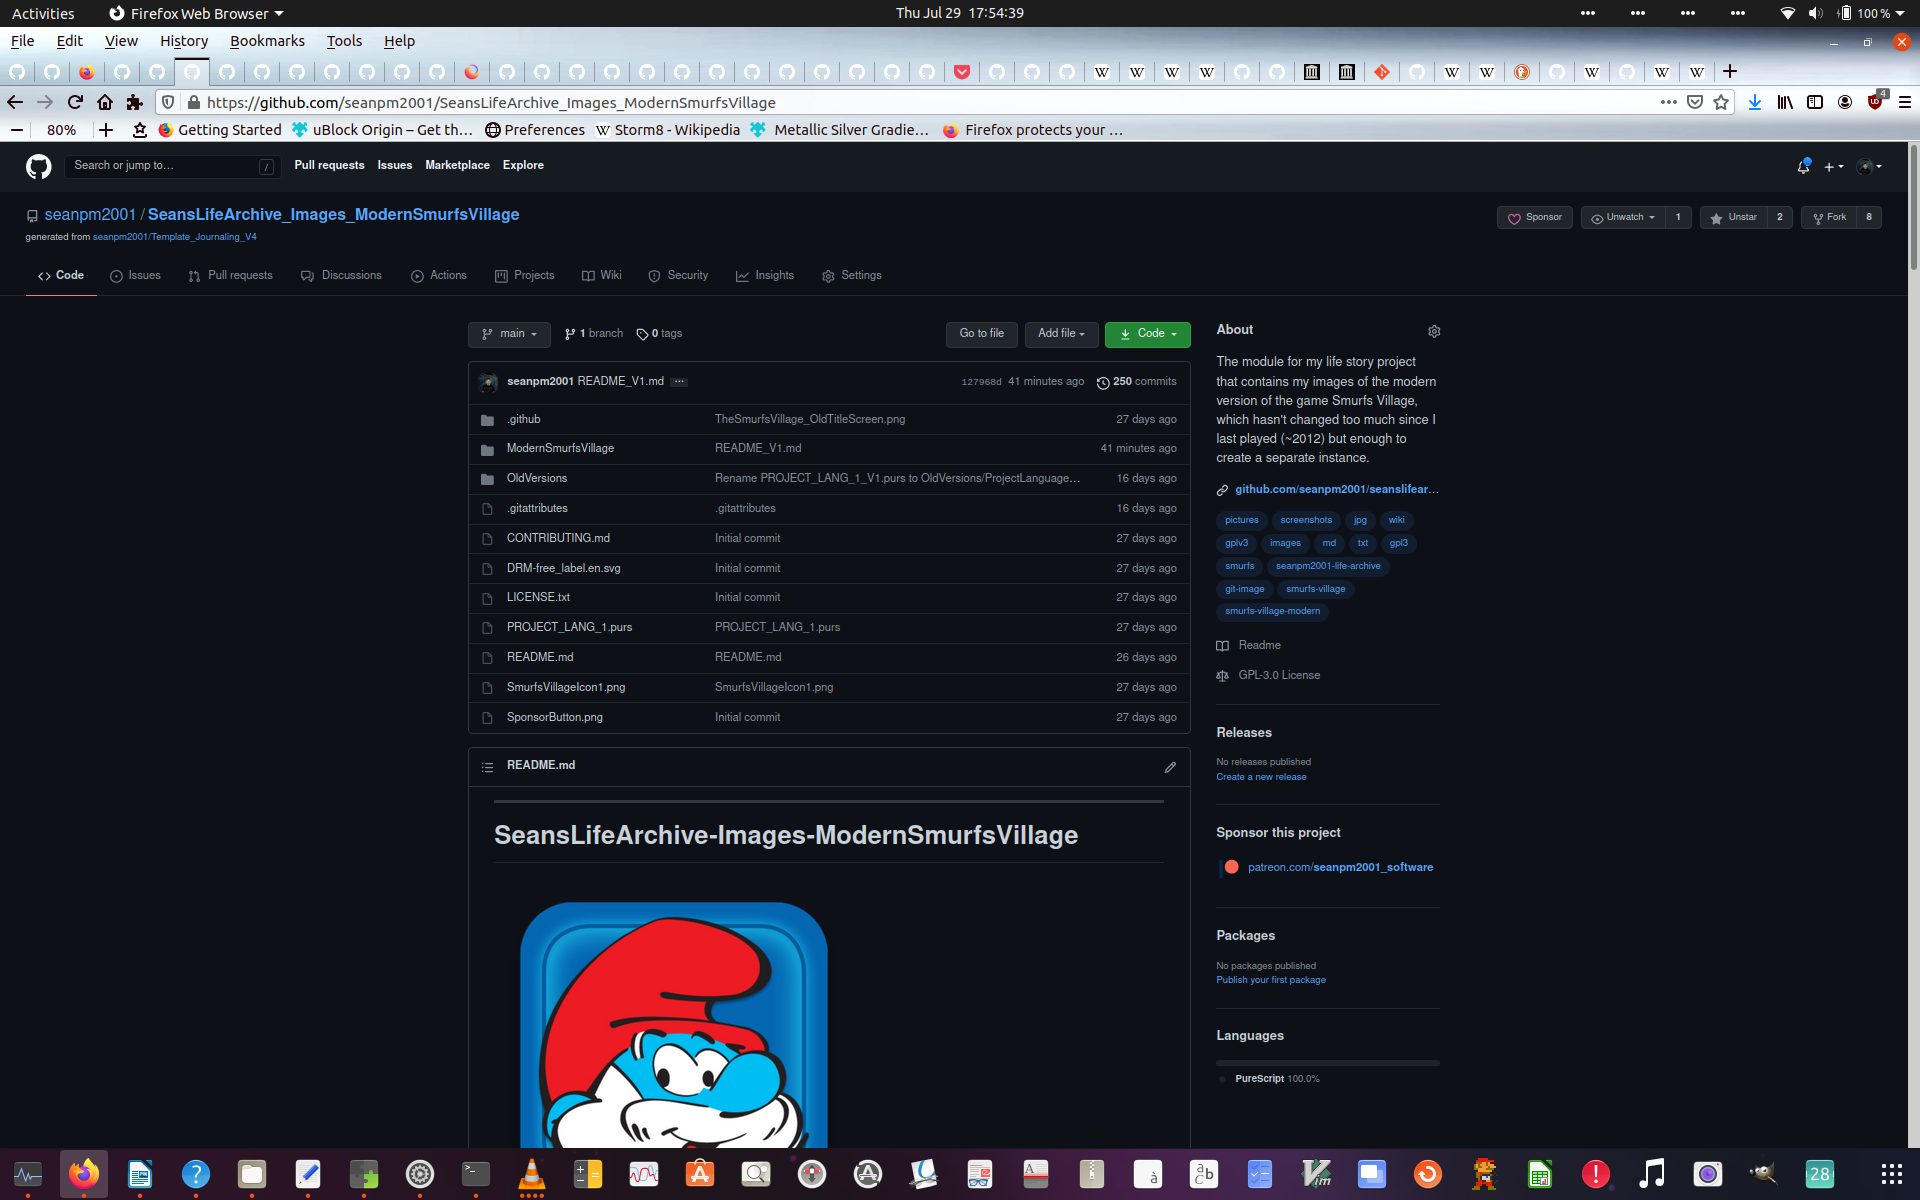 Activities Firefox Web Browser Thu Jul 29 17:54:39 100 %
File Edit View History Bookmarks Tools Help
https://github.com/seanpm2001/SeansLifeArchive_Images_ModernSmurfsVillage 4
80% Getting Started uBlock Origin – Get th… Preferences Storm8 - Wikipedia Metallic Silver Gradie… Firefox protects your …
Search or jump to… / Pull requests Issues Marketplace Explore
seanpm2001 / SeansLifeArchive_Images_ModernSmurfsVillage Sponsor Unwatch 1 Unstar 2 Fork 8
generated from seanpm2001/Template_Journaling_V4
Code Issues Pull requests Discussions Actions Projects Wiki Security Insights Settings
main 1 branch 0 tags Go to file Add file Code
seanpm2001 README_V1.md ... 127968d 41 minutes ago 250 commits
.github TheSmurfsVillage_OldTitleScreen.png 27 days ago
ModernSmurfsVillage README_V1.md 41 minutes ago
OldVersions Rename PROJECT_LANG_1_V1.purs to OldVersions/ProjectLanguage… 16 days ago
.gitattributes .gitattributes 16 days ago
CONTRIBUTING.md Initial commit 27 days ago
DRM-free_label.en.svg Initial commit 27 days ago
LICENSE.txt Initial commit 27 days ago
PROJECT_LANG_1.purs PROJECT_LANG_1.purs 27 days ago
README.md README.md 26 days ago
SmurfsVillageIcon1.png SmurfsVillageIcon1.png 27 days ago
SponsorButton.png Initial commit 27 days ago
README.md
SeansLifeArchive-Images-ModernSmurfsVillage
About
The module for my life story project
that contains my images of the modern
version of the game Smurfs Village,
which hasn't changed too much since I
last played (~2012) but enough to
create a separate instance.
github.com/seanpm2001/seanslifear…
pictures screenshots jpg wiki
gplv3 images md txt gpl3
smurfs seanpm2001-life-archive
git-image smurfs-village
smurfs-village-modern
Readme
GPL-3.0 License
Releases
No releases published
Create a new release
Sponsor this project
patreon.com/seanpm2001_software
Packages
No packages published
Publish your first package
Languages
PureScript 100.0%
28